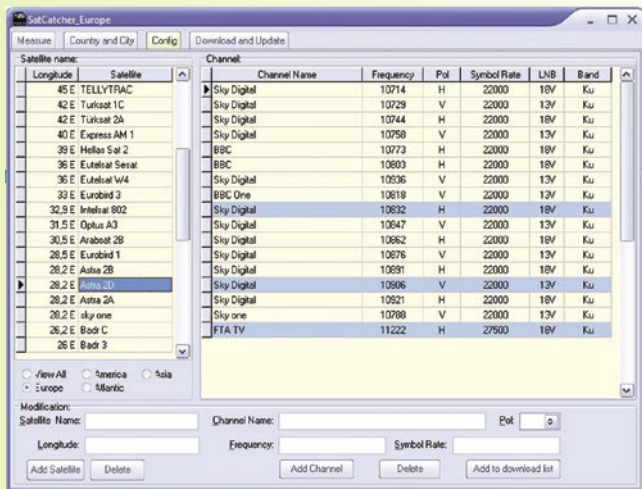 SatCatcher_Europe
Measure Country and City Config Download and Update
Satellite name:
Longitude Satellite
45 E TELLYTRAC
42 E Turksat 1C
42 E Türksat 2A
40 E Express AM 1
39 E Hellas Sat 2
36 E Eutelsat Sesat
36 E Eutelsat W4
33 E Eurobird 3
32,9 E Intelsat 802
31,5 E Optus A3
30,5 E Arabsat 2B
28,5 E Eurobird 1
28,2 E Astra 2B
28,2 E Astra 2D
28,2 E Astra 2A
28,2 E sky one
26,2 E Badr C
26 E Badr 3
View All America Asia
Europe Atlantic
Channel:
Channel Name Frequency Pol Symbol Rate LNB Band
Sky Digital 10714 H 22000 18V Ku
Sky Digital 10729 V 22000 13V Ku
Sky Digital 10744 H 22000 18V Ku
Sky Digital 10758 V 22000 13V Ku
BBC 10773 H 22000 18V Ku
BBC 10803 H 22000 18V Ku
Sky Digital 10936 V 22000 13V Ku
BBC One 10818 V 22000 13V Ku
Sky Digital 10832 H 22000 18V Ku
Sky Digital 10847 V 22000 13V Ku
Sky Digital 10862 H 22000 18V Ku
Sky Digital 10876 V 22000 13V Ku
Sky Digital 10891 H 22000 18V Ku
Sky Digital 10906 V 22000 13V Ku
Sky Digital 10921 H 22000 18V Ku
Sky one 10788 V 22000 13V Ku
FTA TV 11222 H 27500 18V Ku
Modification:
Satellite Name: Channel Name: Pol:
Longitude: Frequency: Symbol Rate:
Add Satellite Delete Add Channel Delete Add to download list